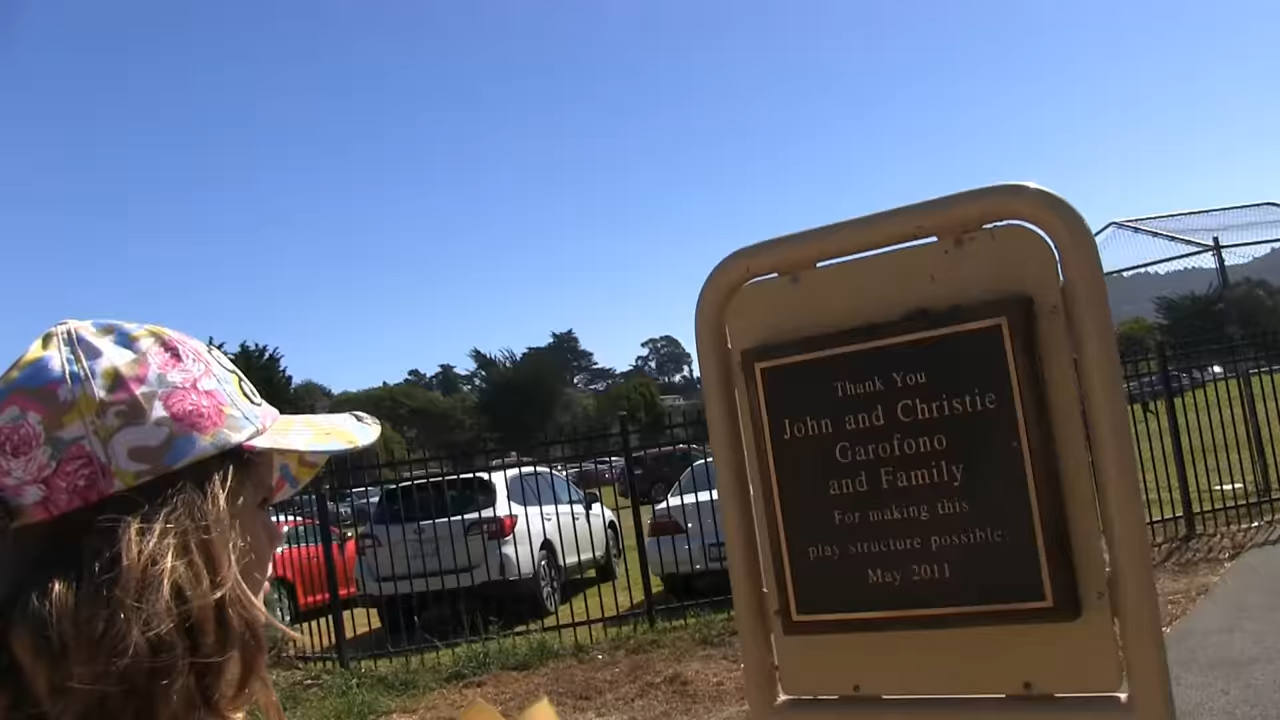 Thank You
John and Christie
Garofono
and Family
For making this
play structure possible.
May 2011